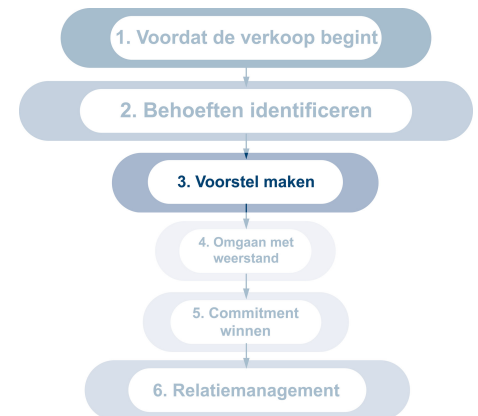 1. Voordat de verkoop begint
2. Behoeften identificeren
3. Voorstel maken
4. Omgaan met
weerstand
5. Commitment
winnen
6. Relatiemanagement